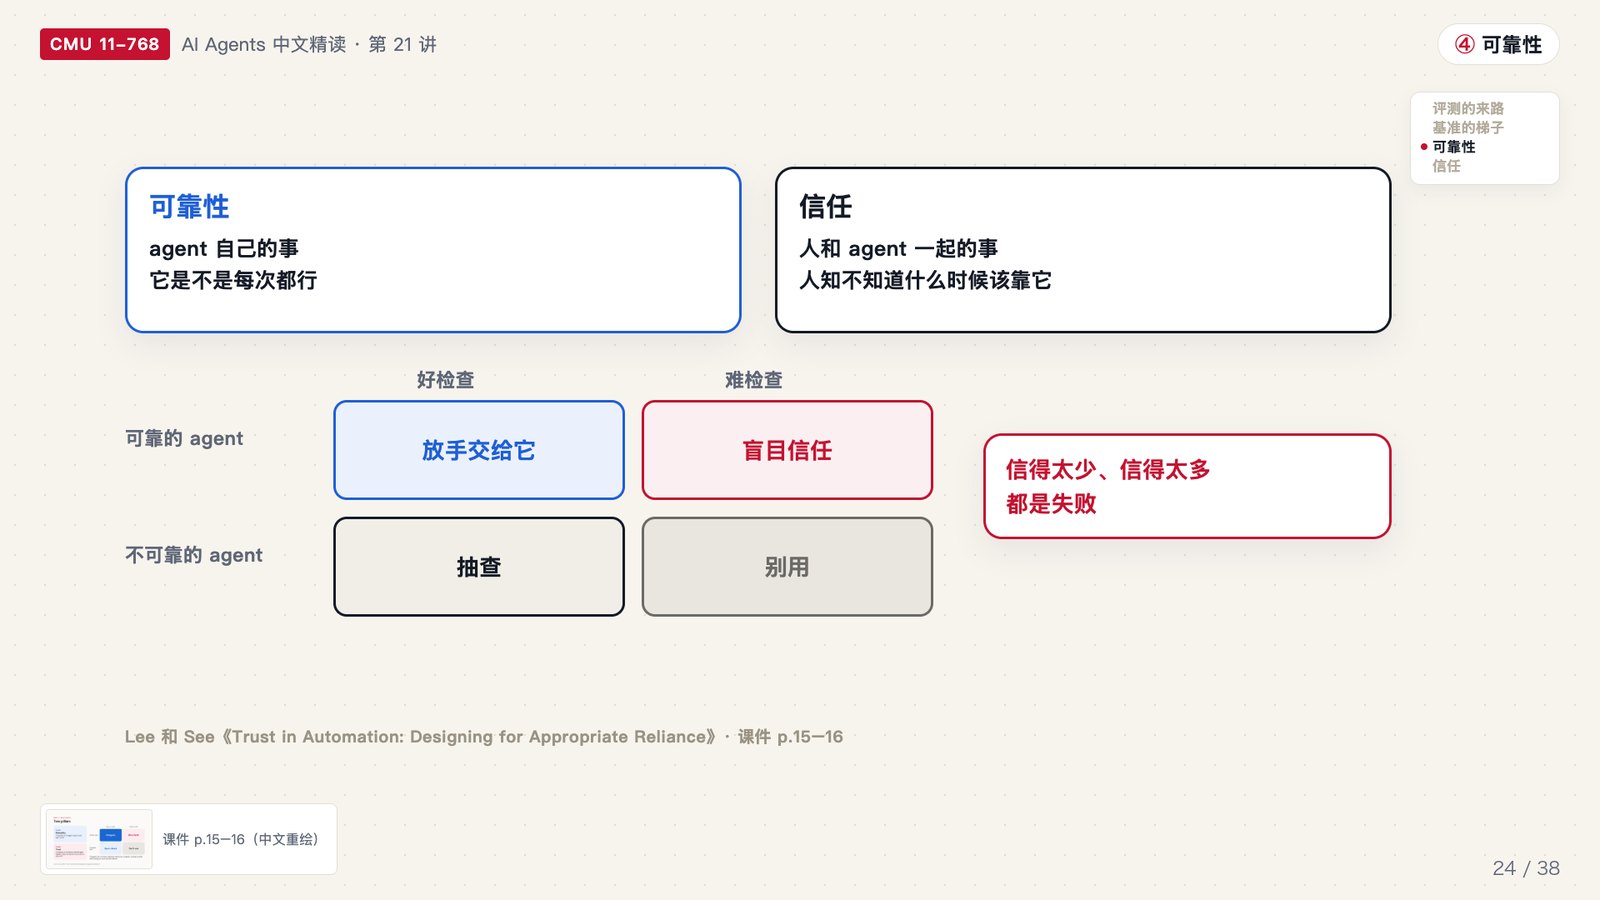 CMU 11-768 AI Agents 中文精读 · 第 21 讲
④ 可靠性
评测的来路
基准的梯子
可靠性
信任
可靠性
agent 自己的事
它是不是每次都行
信任
人和 agent 一起的事
人知不知道什么时候该靠它
好检查 难检查
可靠的 agent 放手交给它 盲目信任
不可靠的 agent 抽查 别用
信得太少、信得太多
都是失败
Lee 和 See《Trust in Automation: Designing for Appropriate Reliance》· 课件 p.15–16
课件 p.15–16（中文重绘）
24 / 38